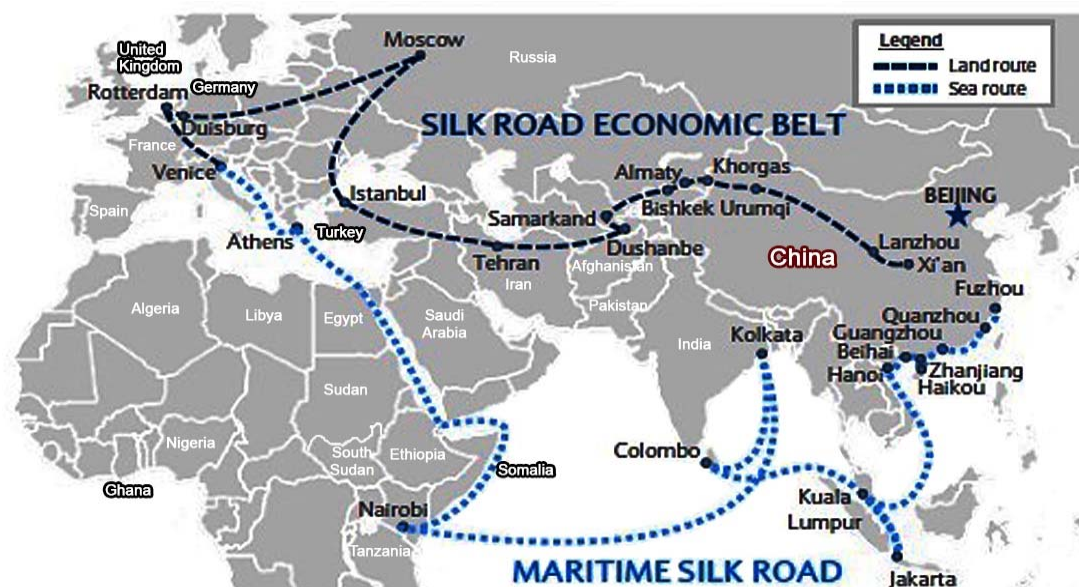 Legend
Land route
Sea route
United
Kingdom
Moscow
Russia
Rotterdam
Germany
Duisburg
SILK ROAD ECONOMIC BELT
France
Venice
Almaty
Khorgas
Istanbul
Bishkek Urumqi
BEIJING
Spain
Samarkand
Athens
Turkey
Dushanbe
Lanzhou
Tehran
Afghanistan
China
Xi'an
Iran
Fuzhou
Algeria
Libya
Egypt
Saudi
Arabia
Pakistan
Quanzhou
India
Kolkata
Guangzhou
Beihai
Hanoi
Zhanjiang
Haikou
Sudan
Nigeria
South
Sudan
Ethiopia
Colombo
Somalia
Ghana
Kuala
Lumpur
Nairobi
Tanzania
MARITIME SILK ROAD
Jakarta